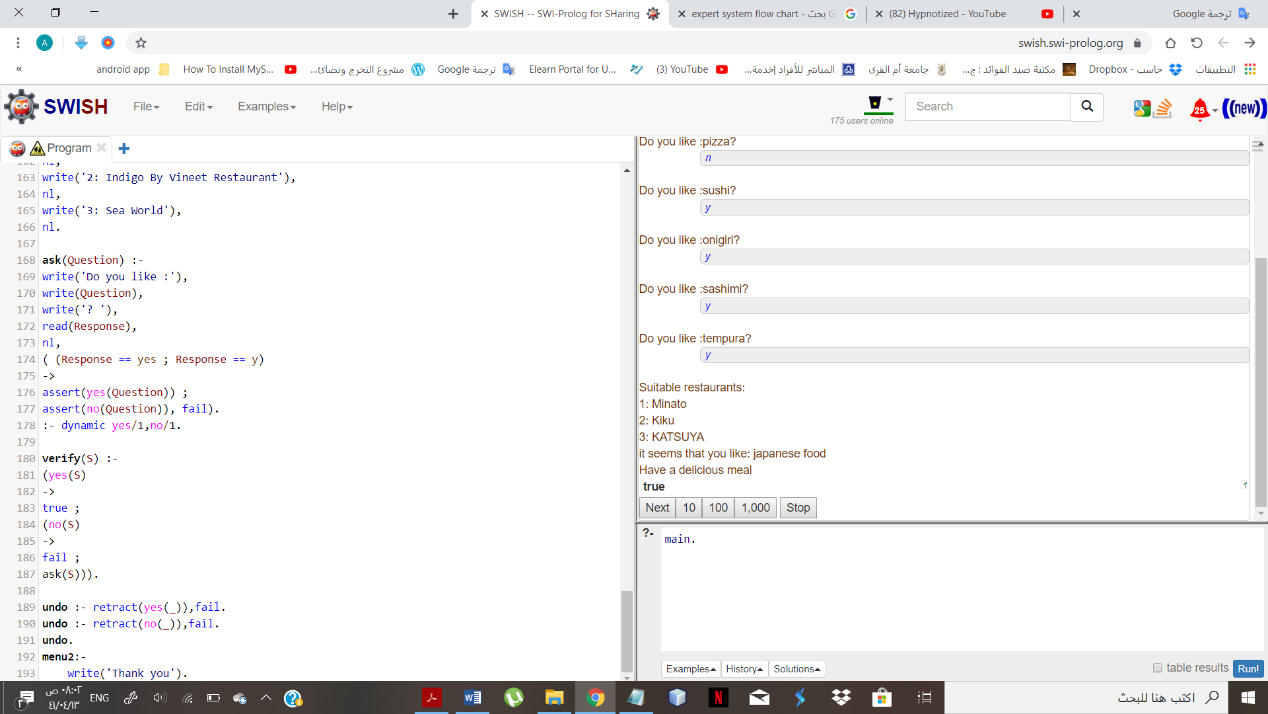 SWISH -- SWI-Prolog for SHaring
expert system flow chart - بحث G
(82) Hypnotized - YouTube
ترجمة Google
A
swish.swi-prolog.org
«
android app
How To Install MyS...
مشروع التخرج ونصائ...
ترجمة Google
Elearn Portal for U...
(3) YouTube
المباشر للأفراد |خدمة...
جامعة أم القرى
مكتبة صيد الفوائد : ج...
حاسب - Dropbox
التطبيقات
SWISH
File
Edit
Examples
Help
175 users online
Search
25
((new))
Program
163 write('2: Indigo By Vineet Restaurant'),
164 nl,
165 write('3: Sea World'),
166 nl.
167
168 ask(Question) :-
169 write('Do you like :'),
170 write(Question),
171 write('? '),
172 read(Response),
173 nl,
174 ( (Response == yes ; Response == y)
175 ->
176 assert(yes(Question)) ;
177 assert(no(Question)), fail).
178 :- dynamic yes/1,no/1.
179
180 verify(S) :-
181 (yes(S)
182 ->
183 true ;
184 (no(S)
185 ->
186 fail ;
187 ask(S))).
188
189 undo :- retract(yes(_)),fail.
190 undo :- retract(no(_)),fail.
191 undo.
192 menu2:-
193 write('Thank you').
Do you like :pizza?
n
Do you like :sushi?
y
Do you like :onigiri?
y
Do you like :sashimi?
y
Do you like :tempura?
y
Suitable restaurants:
1: Minato
2: Kiku
3: KATSUYA
it seems that you like: japanese food
Have a delicious meal
true
1
Next 10 100 1,000 Stop
?- main.
Examples History Solutions
table results Run!
٠٨:٠٢ ص
ENG
٤١/٠٤/١٣
اكتب هنا للبحث